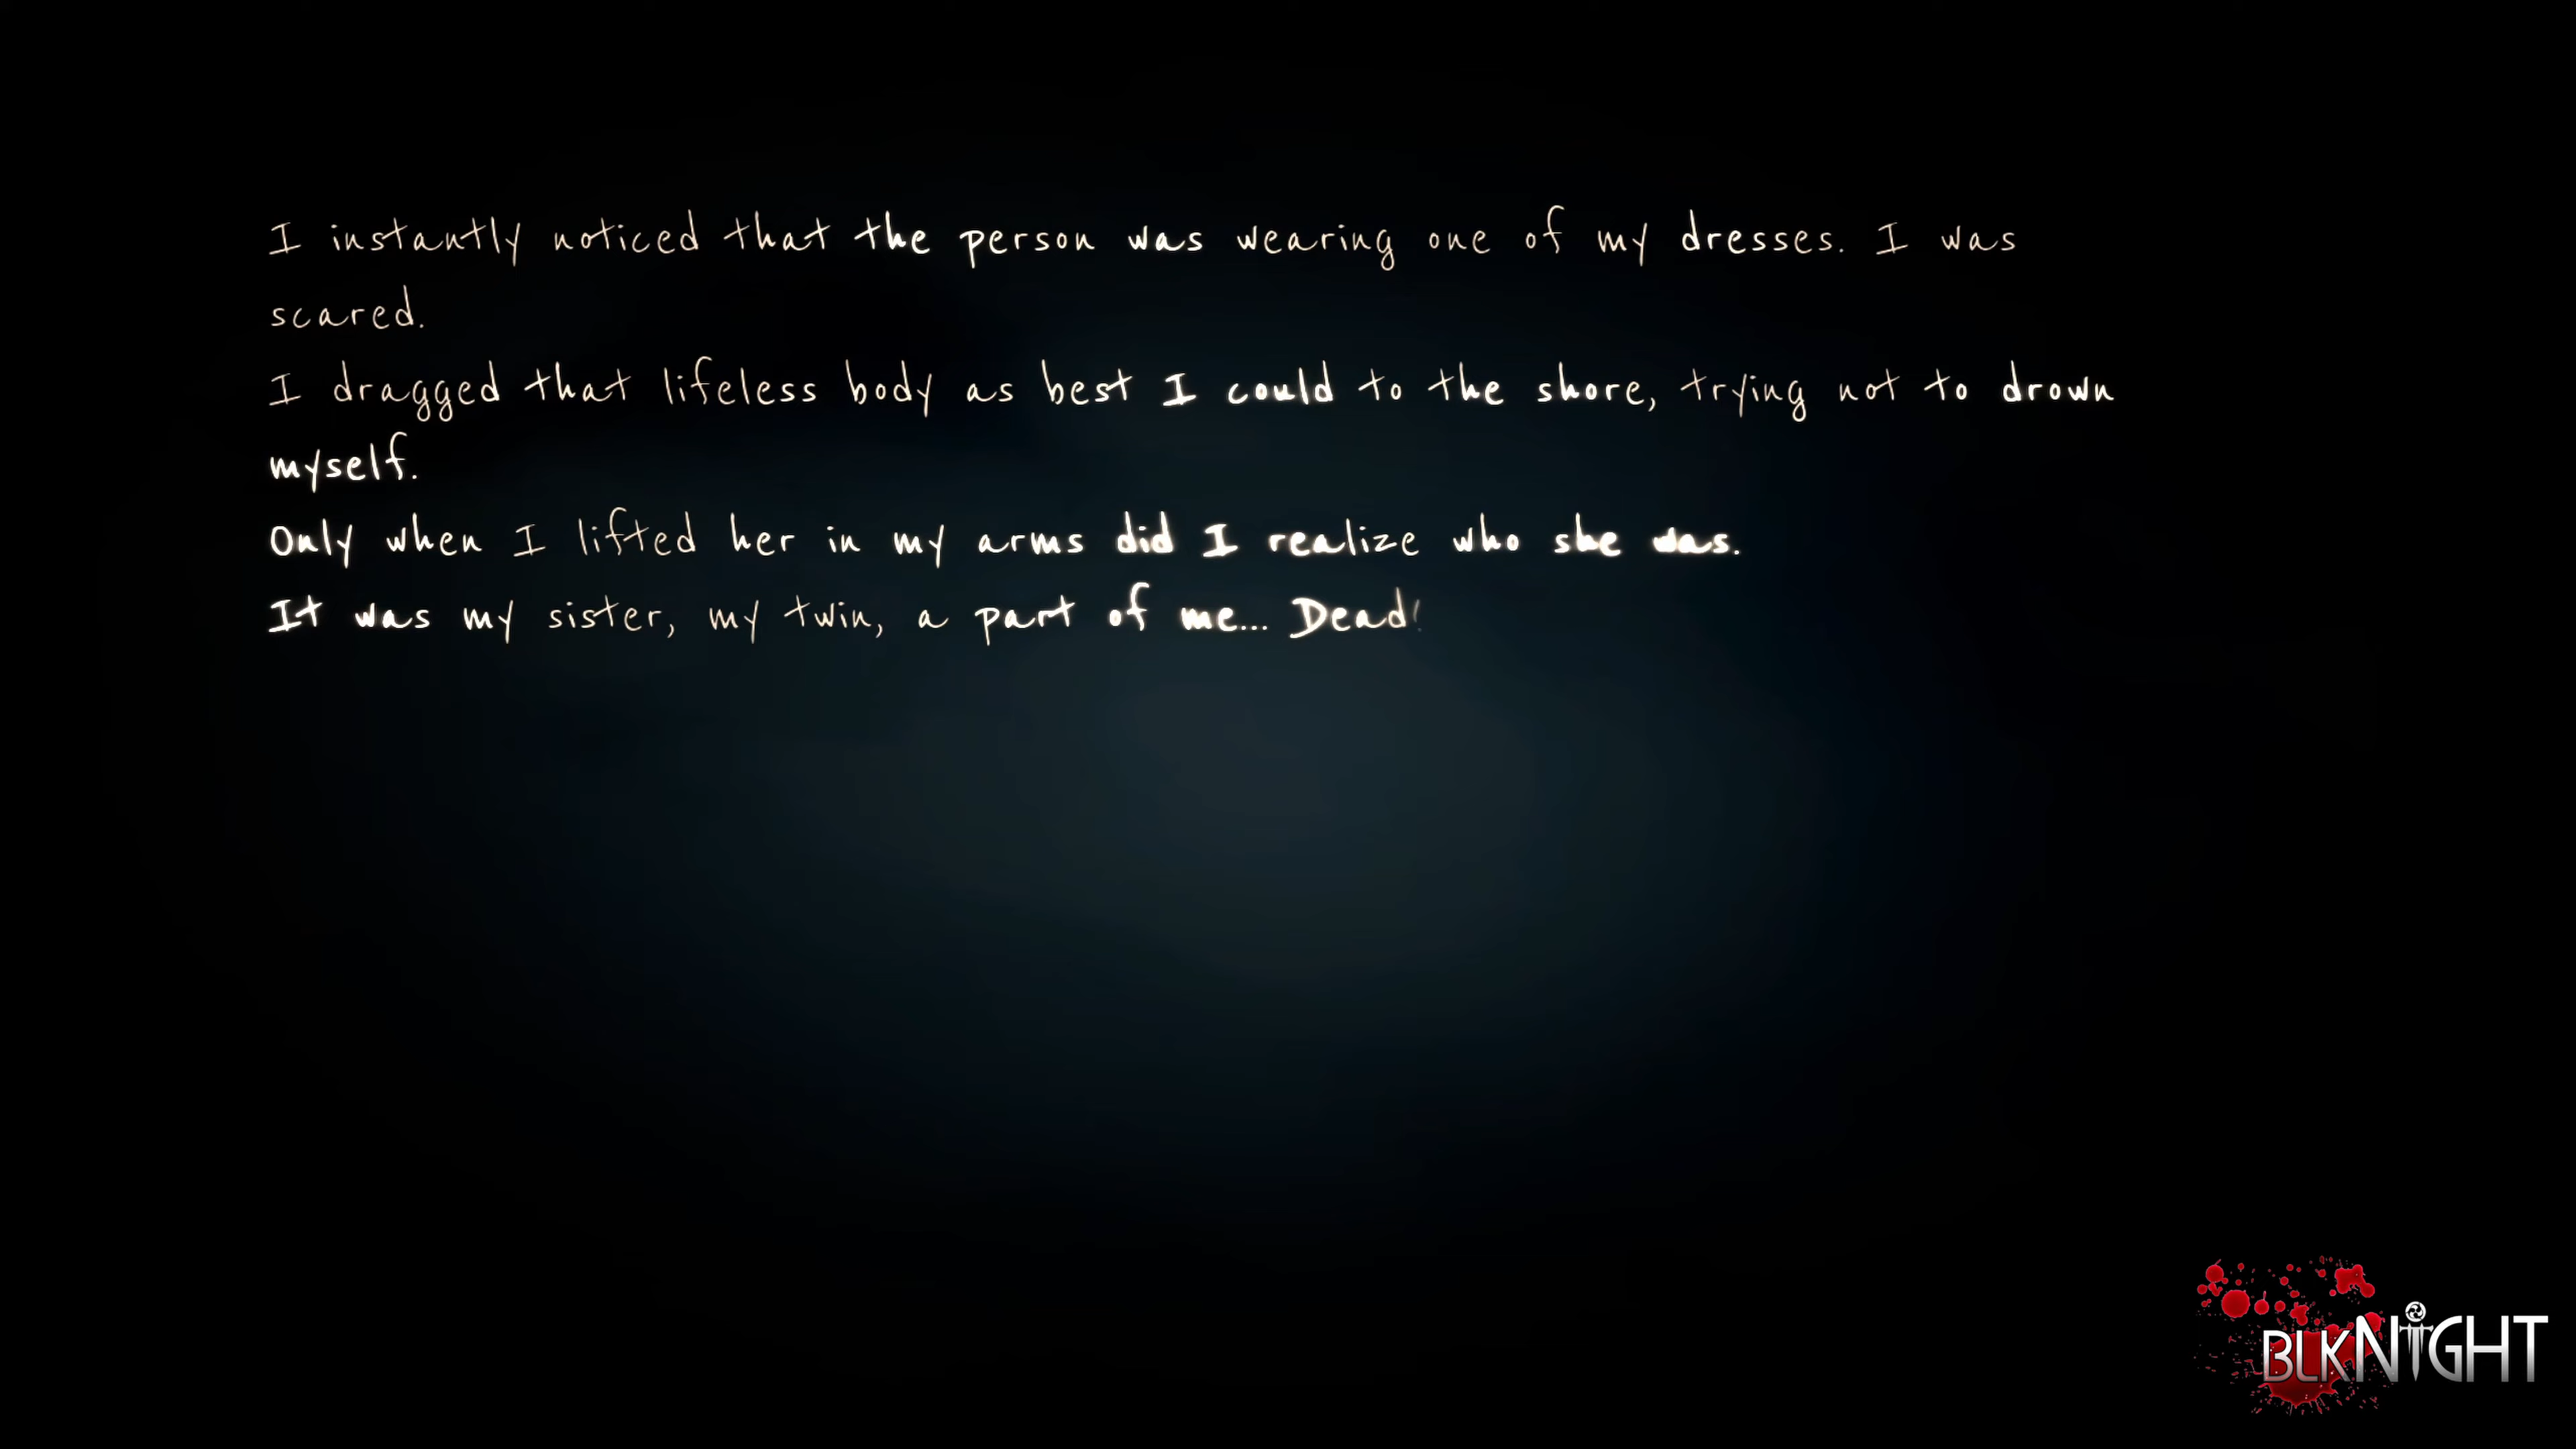 I instantly noticed that the person was wearing one of my dresses. I was
scared.
I dragged that lifeless body as best I could to the shore, trying not to drown
myself.
Only when I lifted her in my arms did I realize who she was.
It was my sister, my twin, a part of me... Dead!
BLKNIGHT